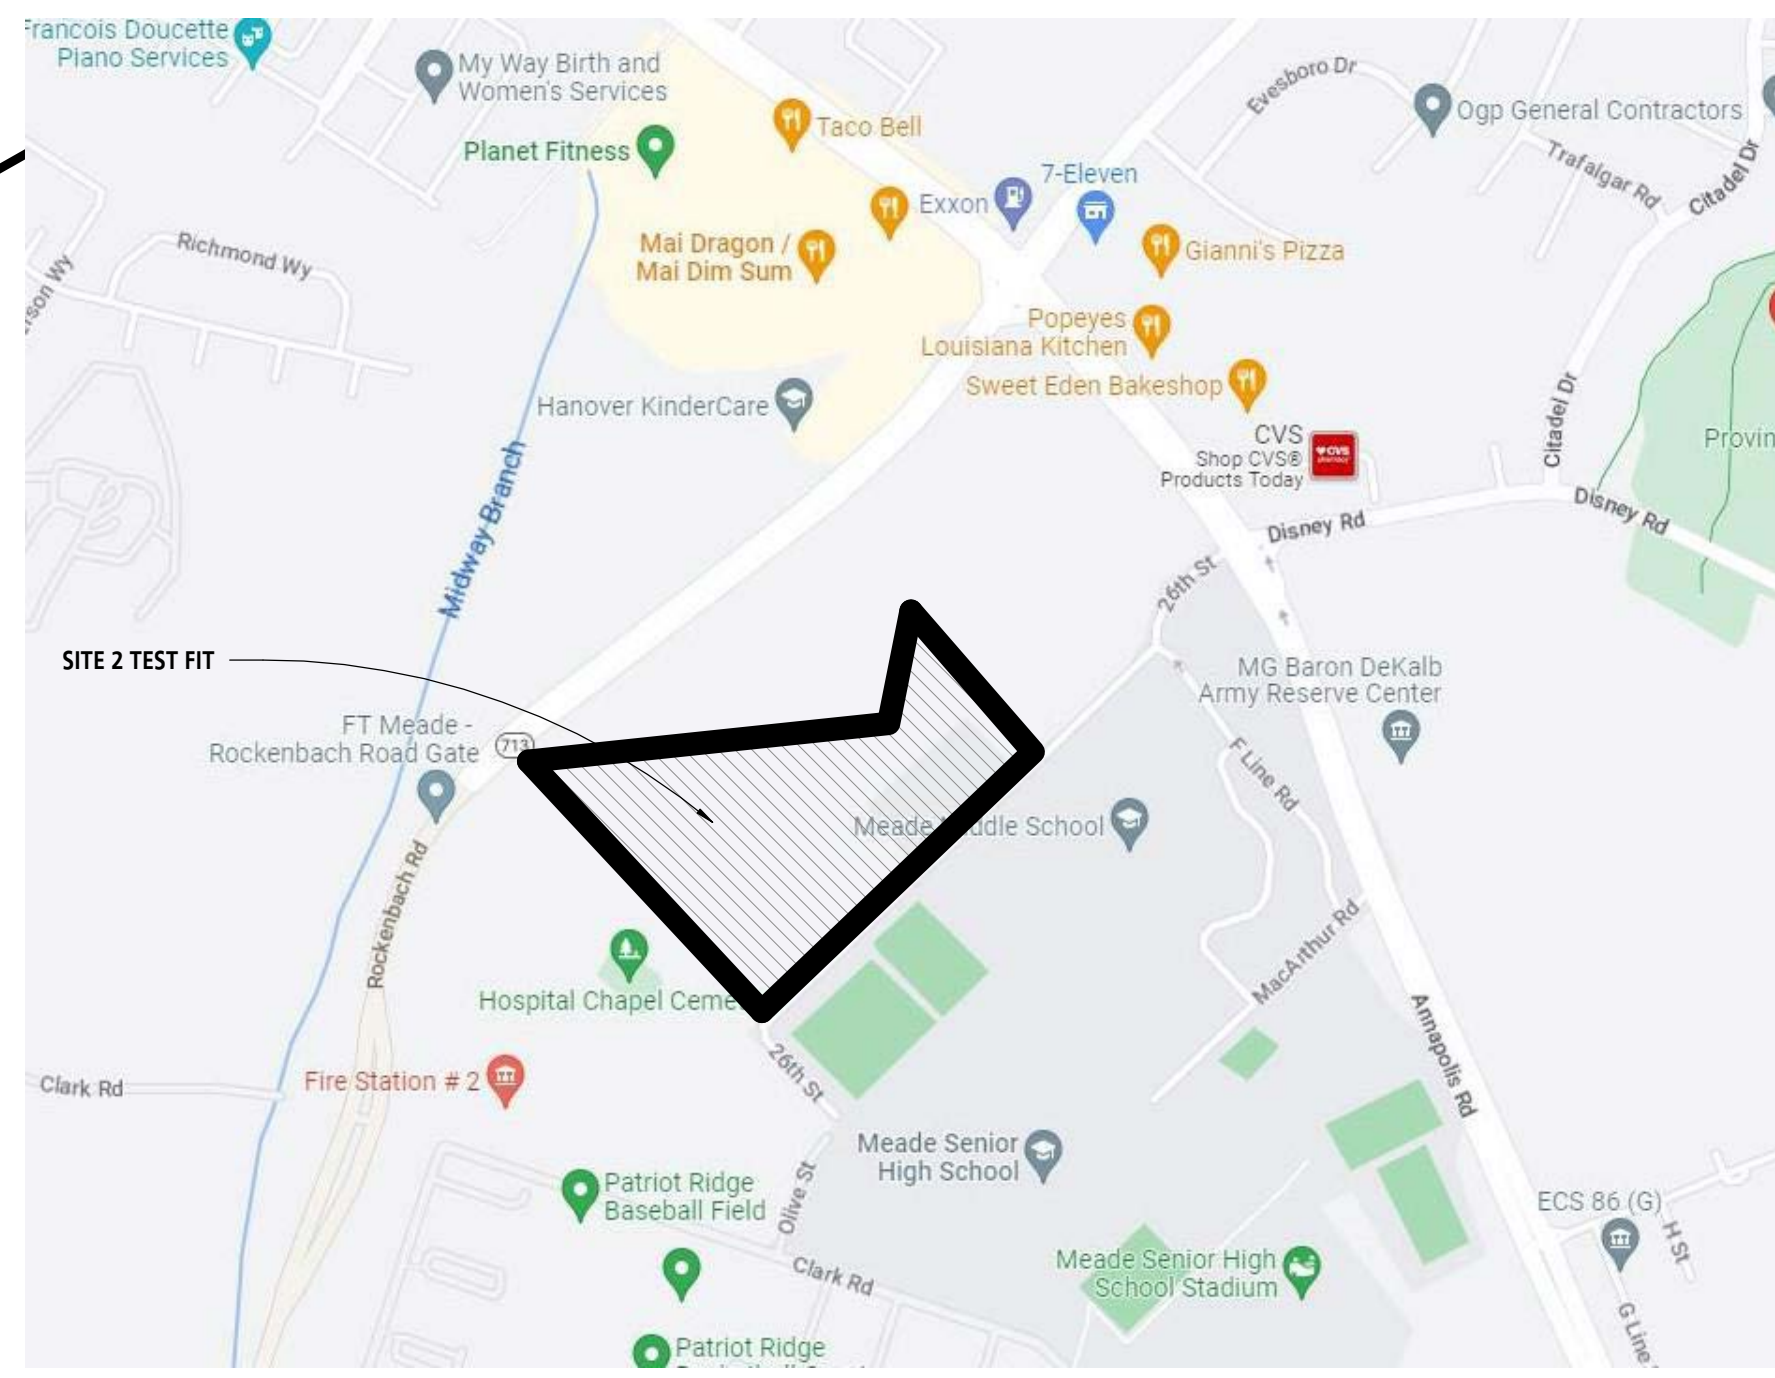 Francois Doucette
Piano Services
My Way Birth and
Women's Services
Planet Fitness
Taco Bell
Evesboro Dr
Ogp General Contractors
Trafalgar Rd
Citadel Dr
7-Eleven
Exxon
Mai Dragon /
Mai Dim Sum
Gianni's Pizza
Richmond Wy
Wy
Popeyes
Louisiana Kitchen
Sweet Eden Bakeshop
Hanover KinderCare
CVS
Shop CVS®
Products Today
♥CVS
pharmacy
Citadel Dr
Disney Rd
Disney Rd
Midway Branch
26th St
SITE 2 TEST FIT
MG Baron DeKalb
Army Reserve Center
FT Meade -
Rockenbach Road Gate
713
F Line Rd
Meade Middle School
Rockenbach Rd
MacArthur Rd
Hospital Chapel Ceme
Annapolis Rd
26th St
Fire Station # 2
Clark Rd
Meade Senior
High School
Patriot Ridge
Baseball Field
Olive St
ECS 86 (G)
H St
Meade Senior High
School Stadium
Clark Rd
G Line
Patriot Ridge